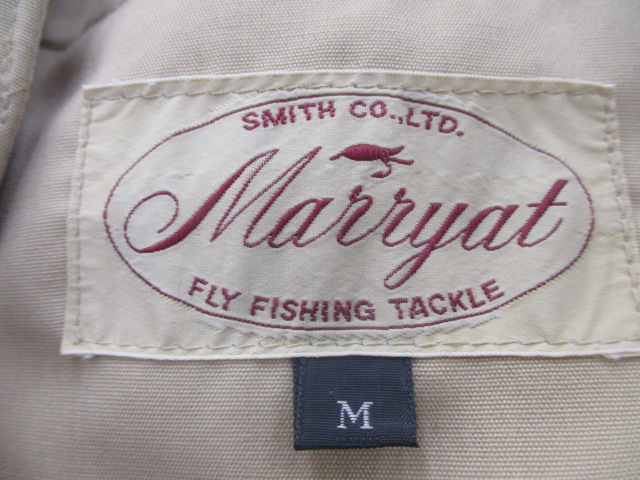 SMITH CO.,LTD.
Marryat
FLY FISHING TACKLE
M